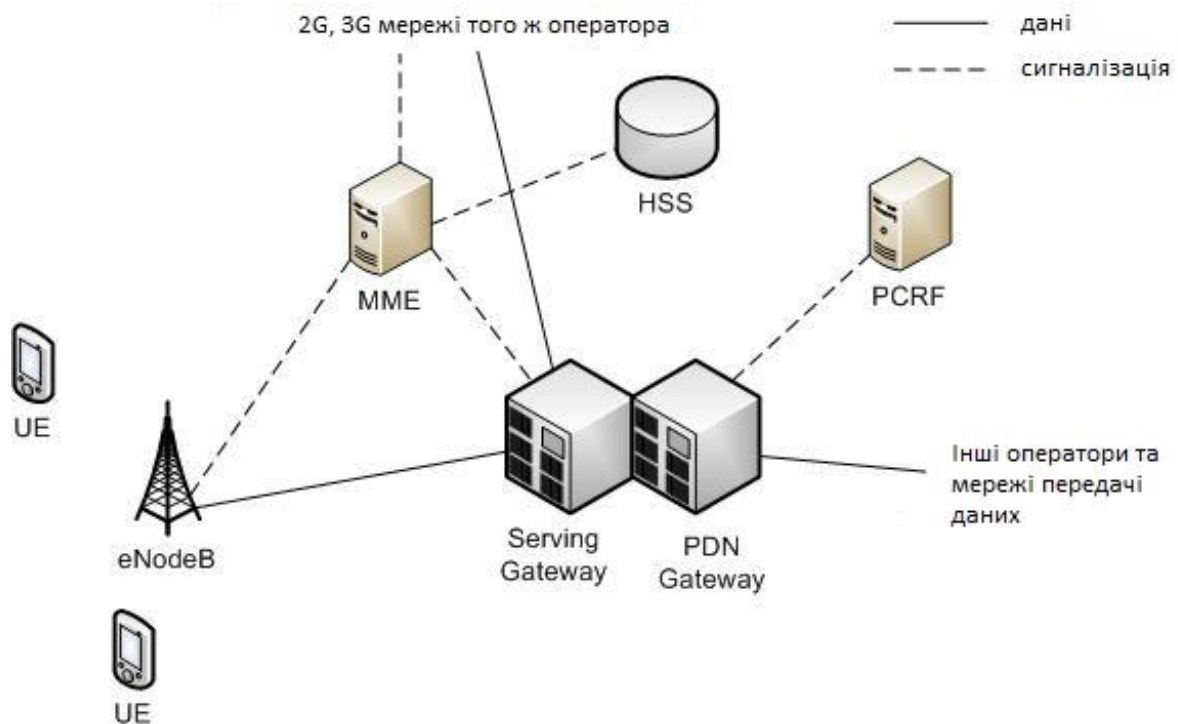 2G, 3G мережі того ж оператора
дані
сигналізація
HSS
MME
PCRF
UE
Інші оператори та
мережі передачі
даних
eNodeB
Serving
Gateway
PDN
Gateway
UE